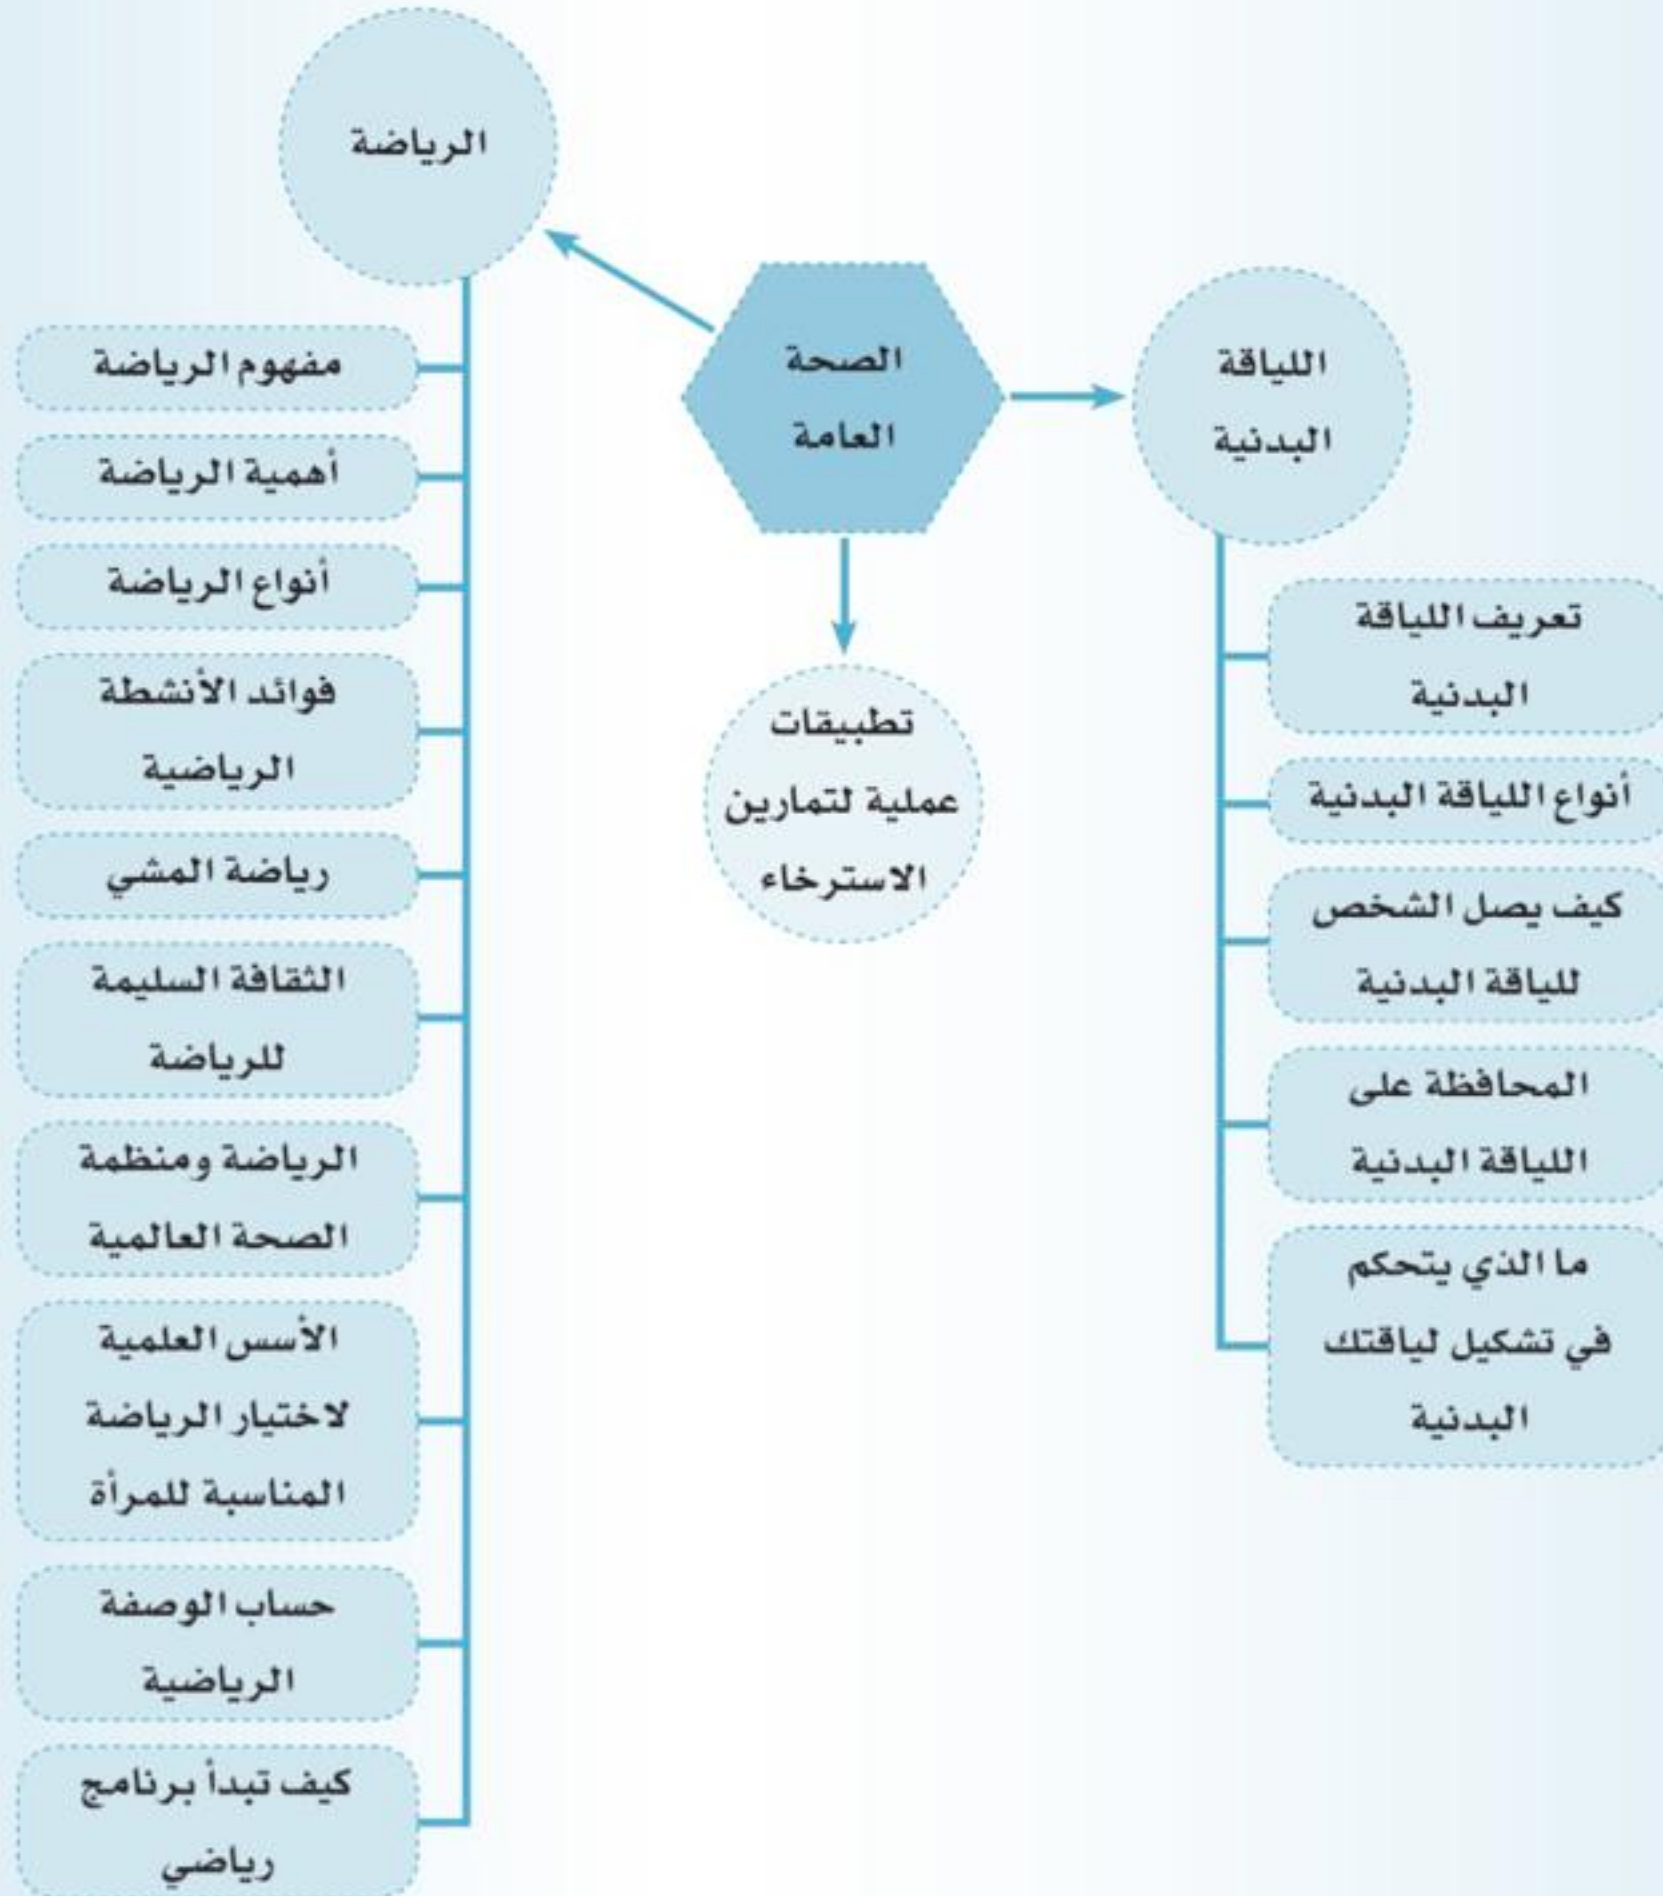 الصحة
العامة
اللياقة
البدنية
تعريف اللياقة
البدنية
أنواع اللياقة البدنية
كيف يصل الشخص
للياقة البدنية
المحافظة على
اللياقة البدنية
ما الذي يتحكم
في تشكيل لياقتك
البدنية
تطبيقات
عملية لتمارين
الاسترخاء
الرياضة
مفهوم الرياضة
أهمية الرياضة
أنواع الرياضة
فوائد الأنشطة
الرياضية
رياضة المشي
الثقافة السليمة
للرياضة
الرياضة ومنظمة
الصحة العالمية
الأسس العلمية
لاختيار الرياضة
المناسبة للمرأة
حساب الوصفة
الرياضية
كيف تبدأ برنامج
رياضي